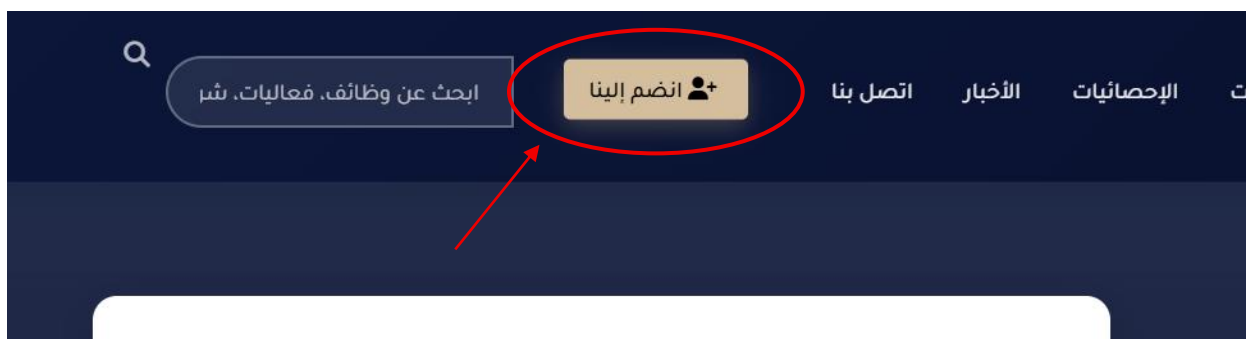 الإحصائيات
الأخبار
اتصل بنا
انضم إلينا
ابحث عن وظائف، فعاليات، شر